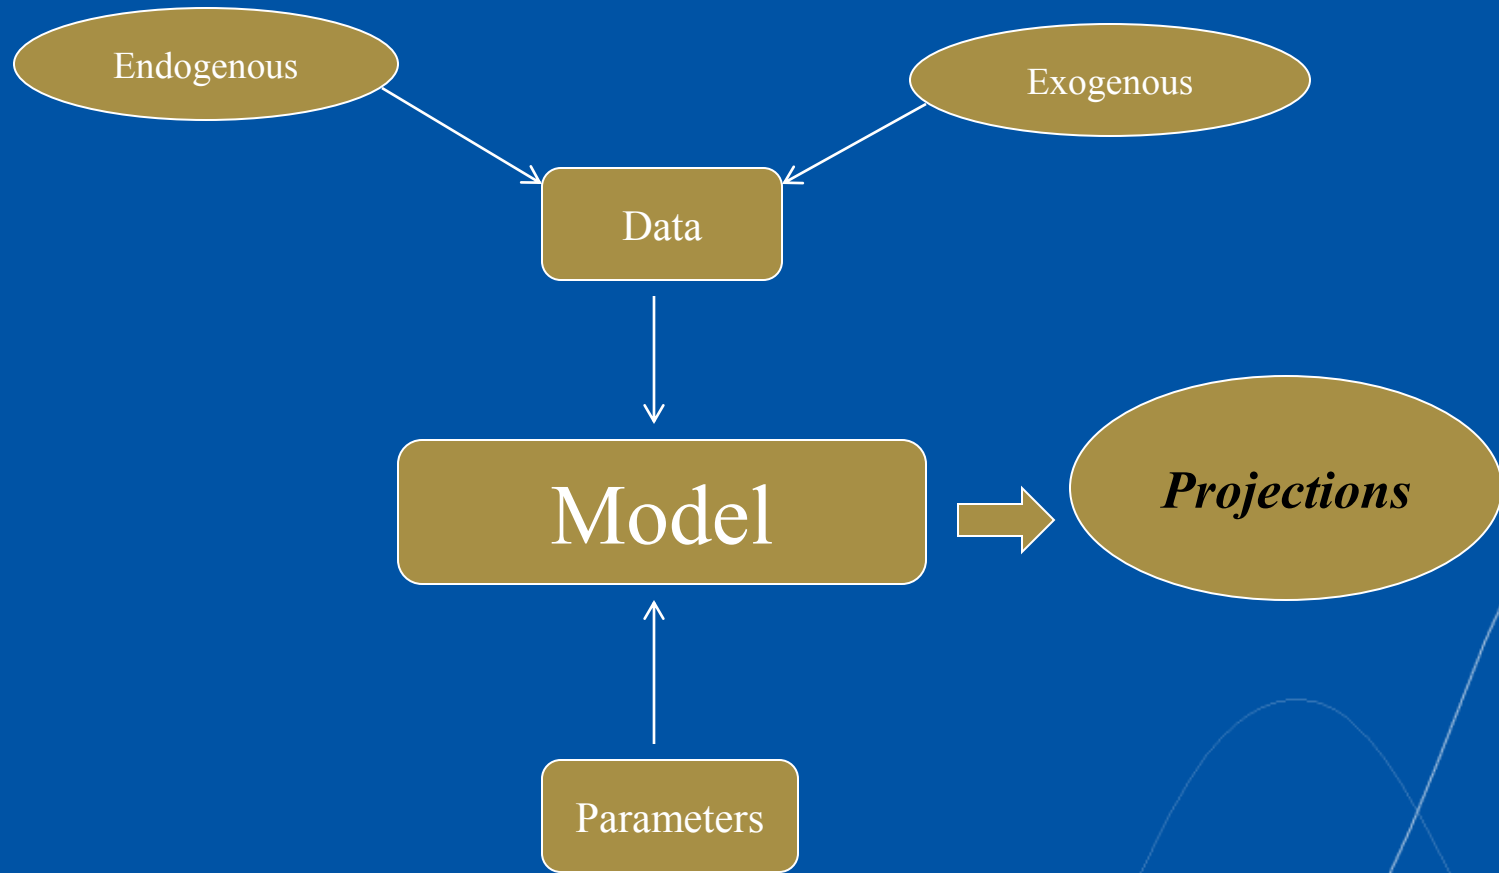 Endogenous
Exogenous
Data
Model
Projections
Parameters